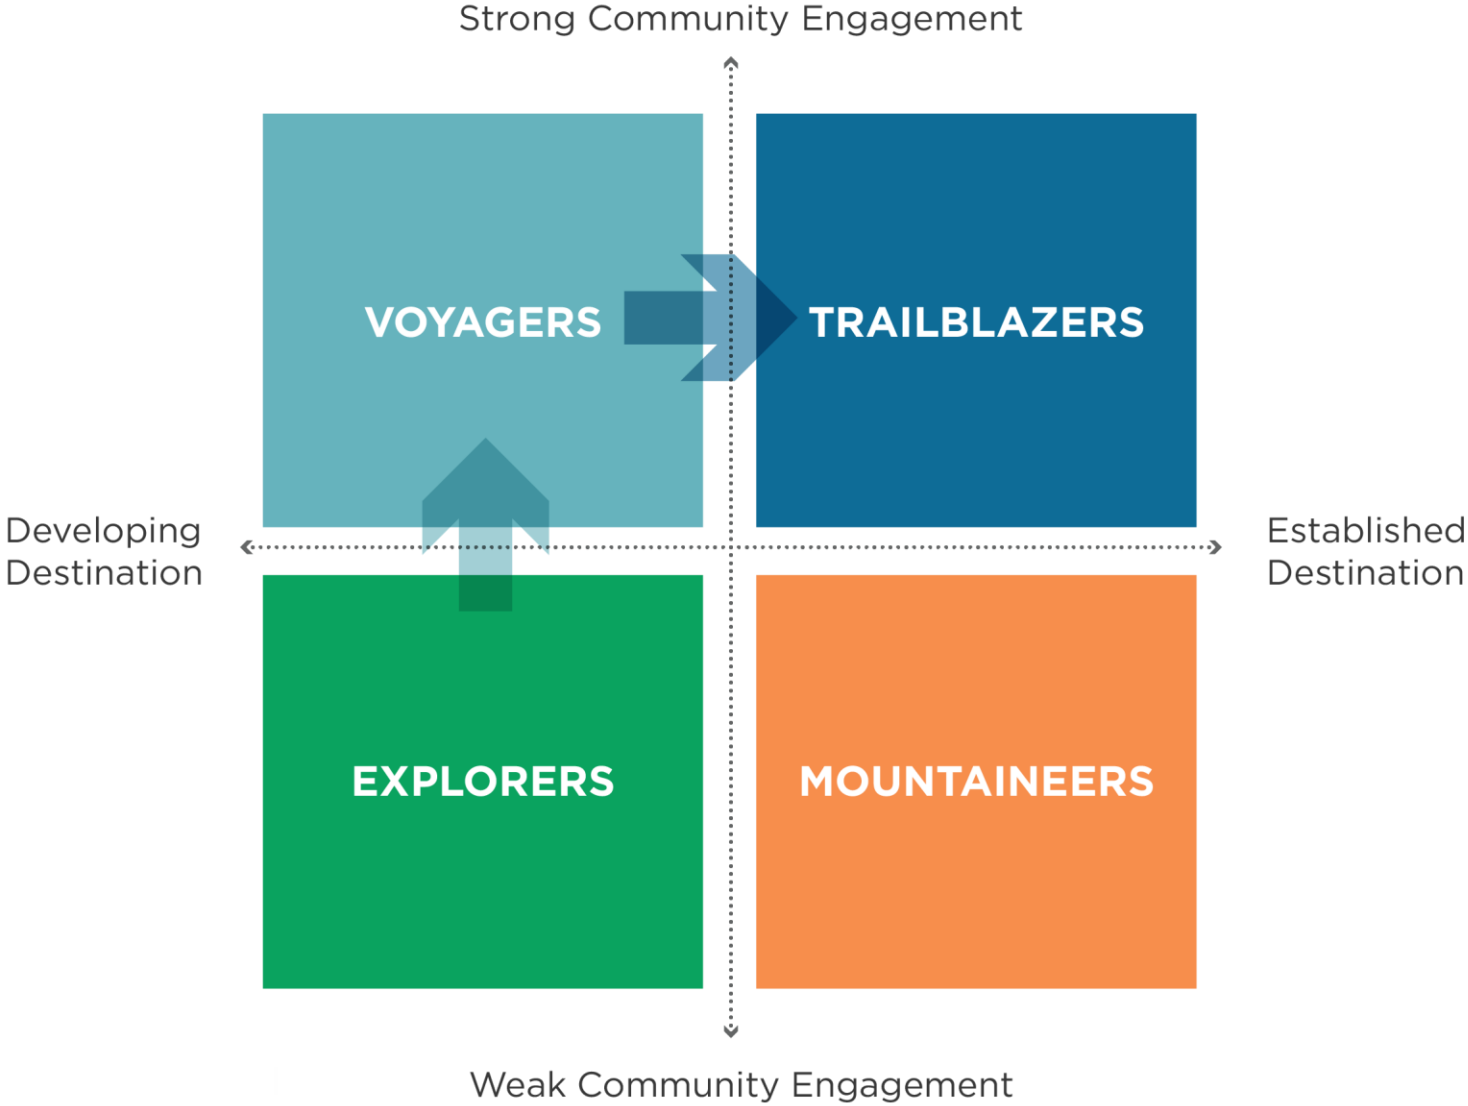 Strong Community Engagement
VOYAGERS
TRAILBLAZERS
Developing
Destination
Established
Destination
EXPLORERS
MOUNTAINEERS
Weak Community Engagement